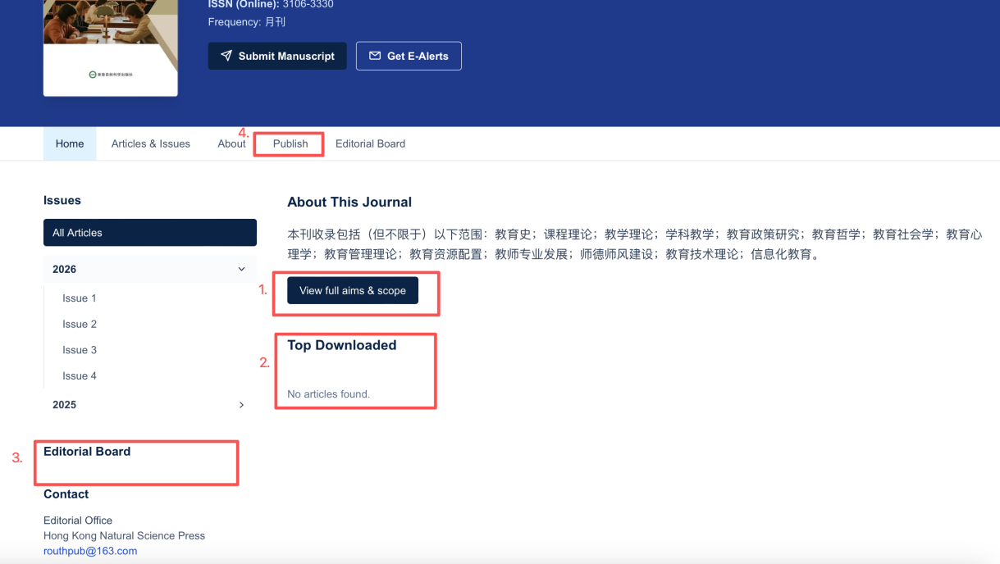 ISSN (Online): 3106-3330
Frequency: 月刊
Submit Manuscript
Get E-Alerts
Home
Articles & Issues
About
4.
Publish
Editorial Board
Issues
All Articles
2026
Issue 1
Issue 2
Issue 3
Issue 4
2025
3.
Editorial Board
Contact
Editorial Office
Hong Kong Natural Science Press
routhpub@163.com
About This Journal
本刊收录包括（但不限于）以下范围：教育史；课程理论；教学理论；学科教学；教育政策研究；教育哲学；教育社会学；教育心
理学；教育管理理论；教育资源配置；教师专业发展；师德师风建设；教育技术理论；信息化教育。
1.
View full aims & scope
2.
Top Downloaded
No articles found.